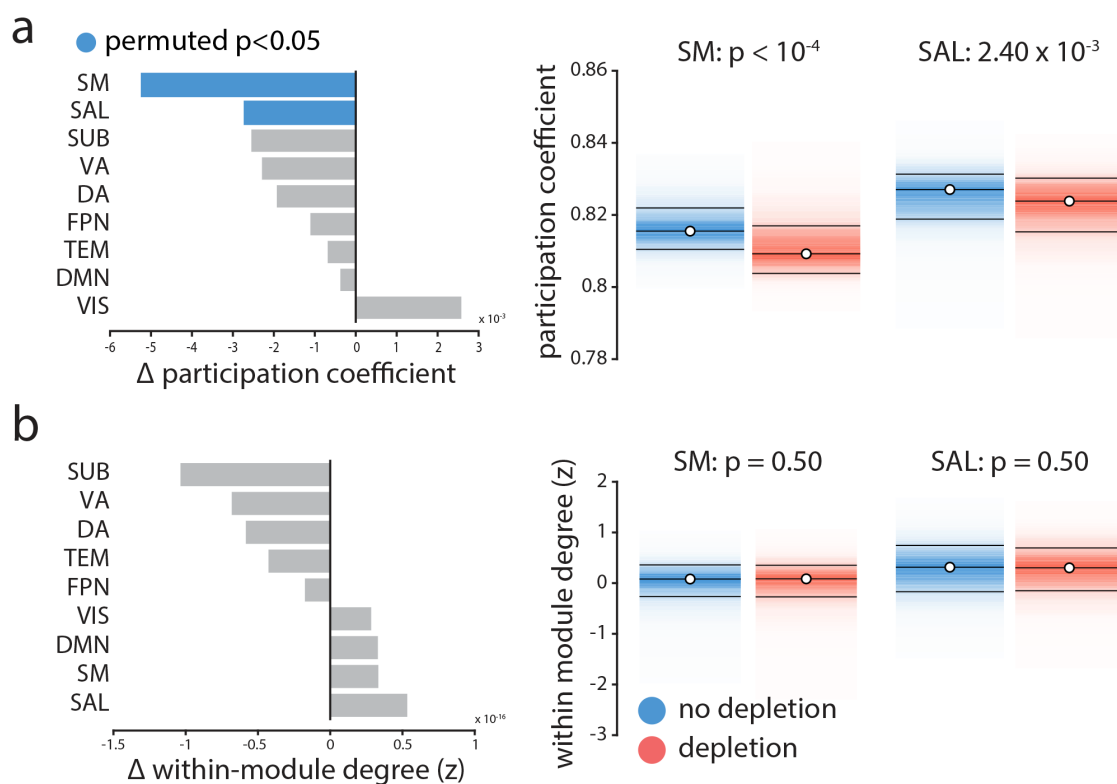 a
permuted p<0.05
SM
SAL
SUB
VA
DA
FPN
TEM
DMN
VIS
x 10-3
-6 -5 -4 -3 -2 -1 0 1 2 3
Δ participation coefficient
SM: p < 10-4 SAL: 2.40 x 10-3
participation coefficient
0.86
0.84
0.82
0.8
0.78
b
SUB
VA
DA
TEM
FPN
VIS
DMN
SM
SAL
x 10-16
-1.5 -1 -0.5 0 0.5 1
Δ within-module degree (z)
SM: p = 0.50 SAL: p = 0.50
within module degree (z)
2
1
0
-1
-2
-3
no depletion
depletion